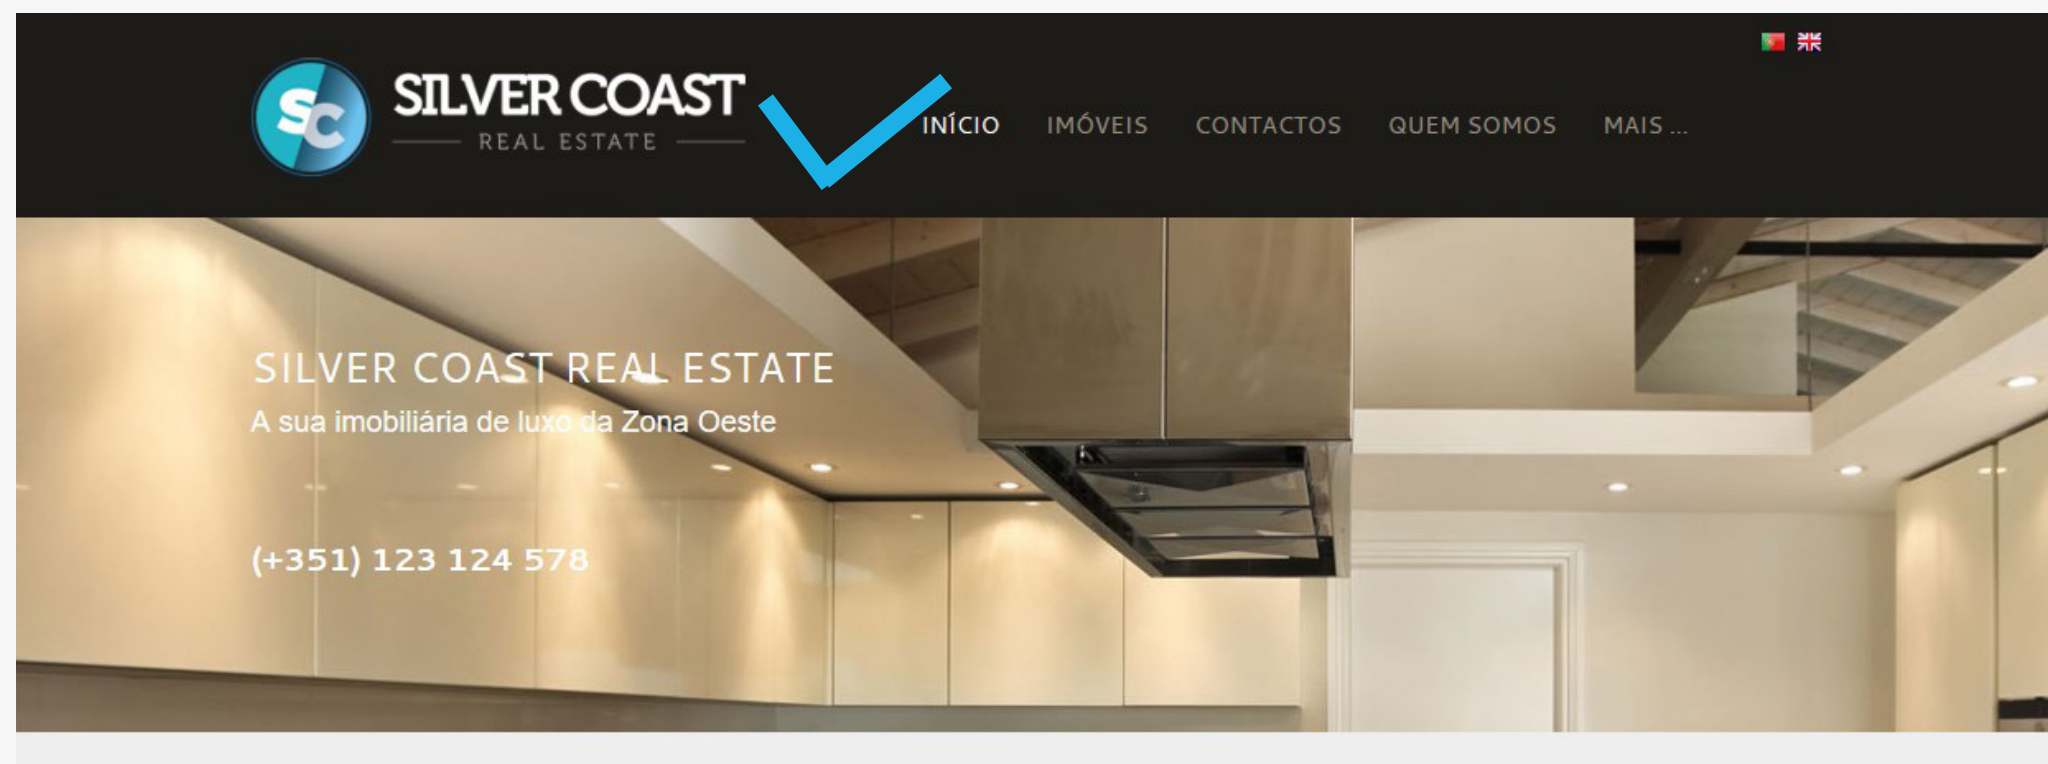 SC
SILVER COAST
REAL ESTATE
INÍCIO IMÓVEIS CONTACTOS QUEM SOMOS MAIS ...
SILVER COAST REAL ESTATE
A sua imobiliária de luxo da Zona Oeste
(+351) 123 124 578